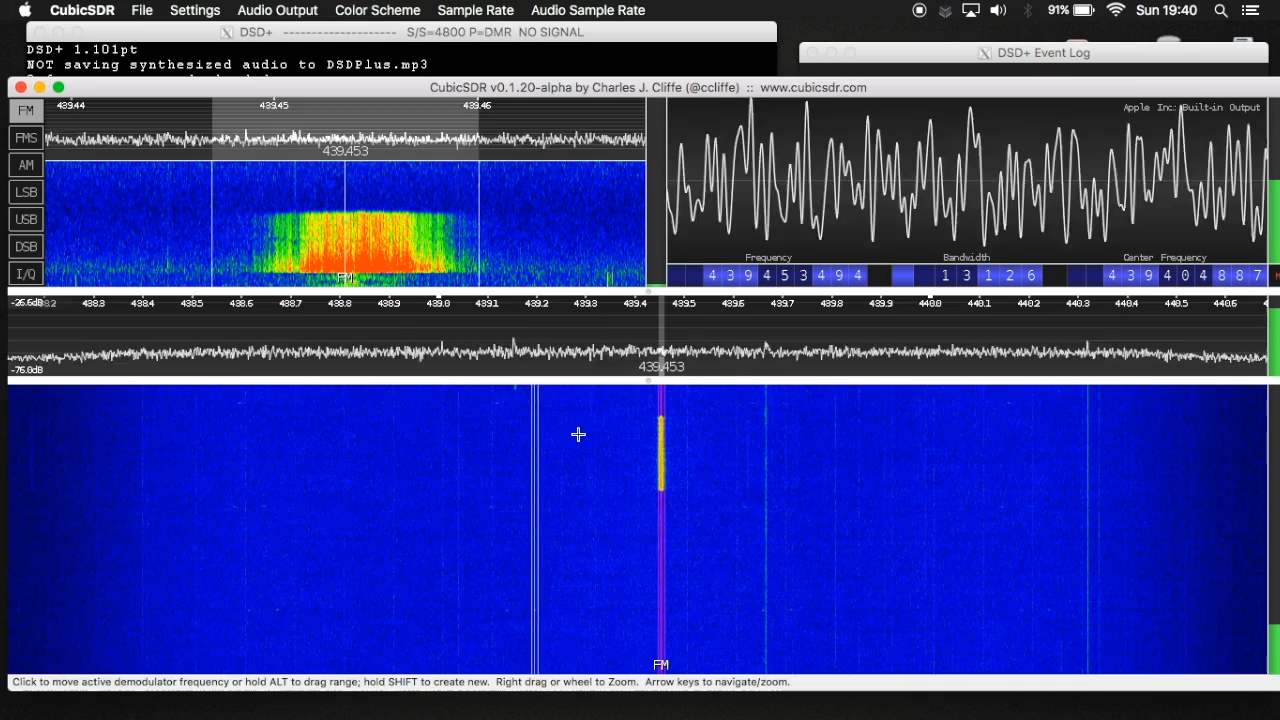 CubicSDR File Settings Audio Output Color Scheme Sample Rate Audio Sample Rate 91% Sun 19:40
DSD+ -------------------- S/S=4800 P=DMR NO SIGNAL
DSD+ 1.101pt
NOT saving synthesized audio to DSDPlus.mp3
DSD+ Event Log
CubicSDR v0.1.20-alpha by Charles J. Cliffe (@ccliffe) :: www.cubicsdr.com
439.44 439.45 439.46
439.453
FM
FMS
AM
LSB
USB
DSB
I/Q
FM
Apple Inc.: Built-in Output
Frequency Bandwidth Center Frequency
439453494 13126 439404887
-26.6dB 438.3 438.4 438.5 438.6 438.7 438.8 438.9 439.0 439.1 439.2 439.3 439.4 439.5 439.6 439.7 439.8 439.9 440.0 440.1 440.2 440.3 440.4 440.5 440.6
439.453
-76.0dB
FM
Click to move active demodulator frequency or hold ALT to drag range; hold SHIFT to create new. Right drag or wheel to Zoom. Arrow keys to navigate/zoom.